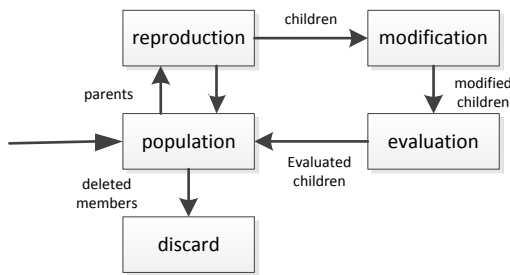 children
reproduction
modification
parents
modified
children
population
evaluation
Evaluated
children
deleted
members
discard